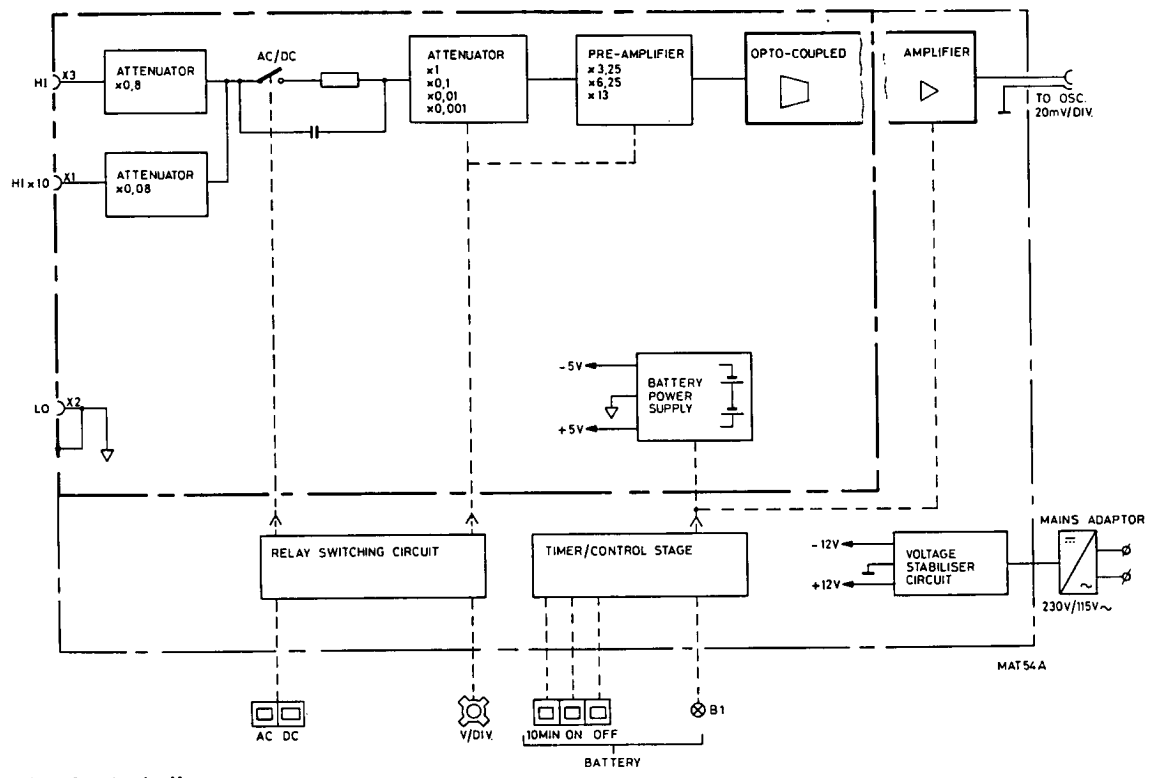 AC/DC
HI
X3
ATTENUATOR
x0,8
ATTENUATOR
x1
x0,1
x0,01
x0,001
PRE-AMPLIFIER
x3,25
x6,25
x13
OPTO-COUPLED
AMPLIFIER
TO OSC.
20mV/DIV.
HI x10
X1
ATTENUATOR
x0,08
-5V
+5V
BATTERY
POWER
SUPPLY
LO
X2
RELAY SWITCHING CIRCUIT
TIMER/CONTROL STAGE
-12V
+12V
VOLTAGE
STABILISER
CIRCUIT
MAINS ADAPTOR
230V/115V~
MAT54A
AC DC
V/DIV.
10MIN ON OFF
B1
BATTERY